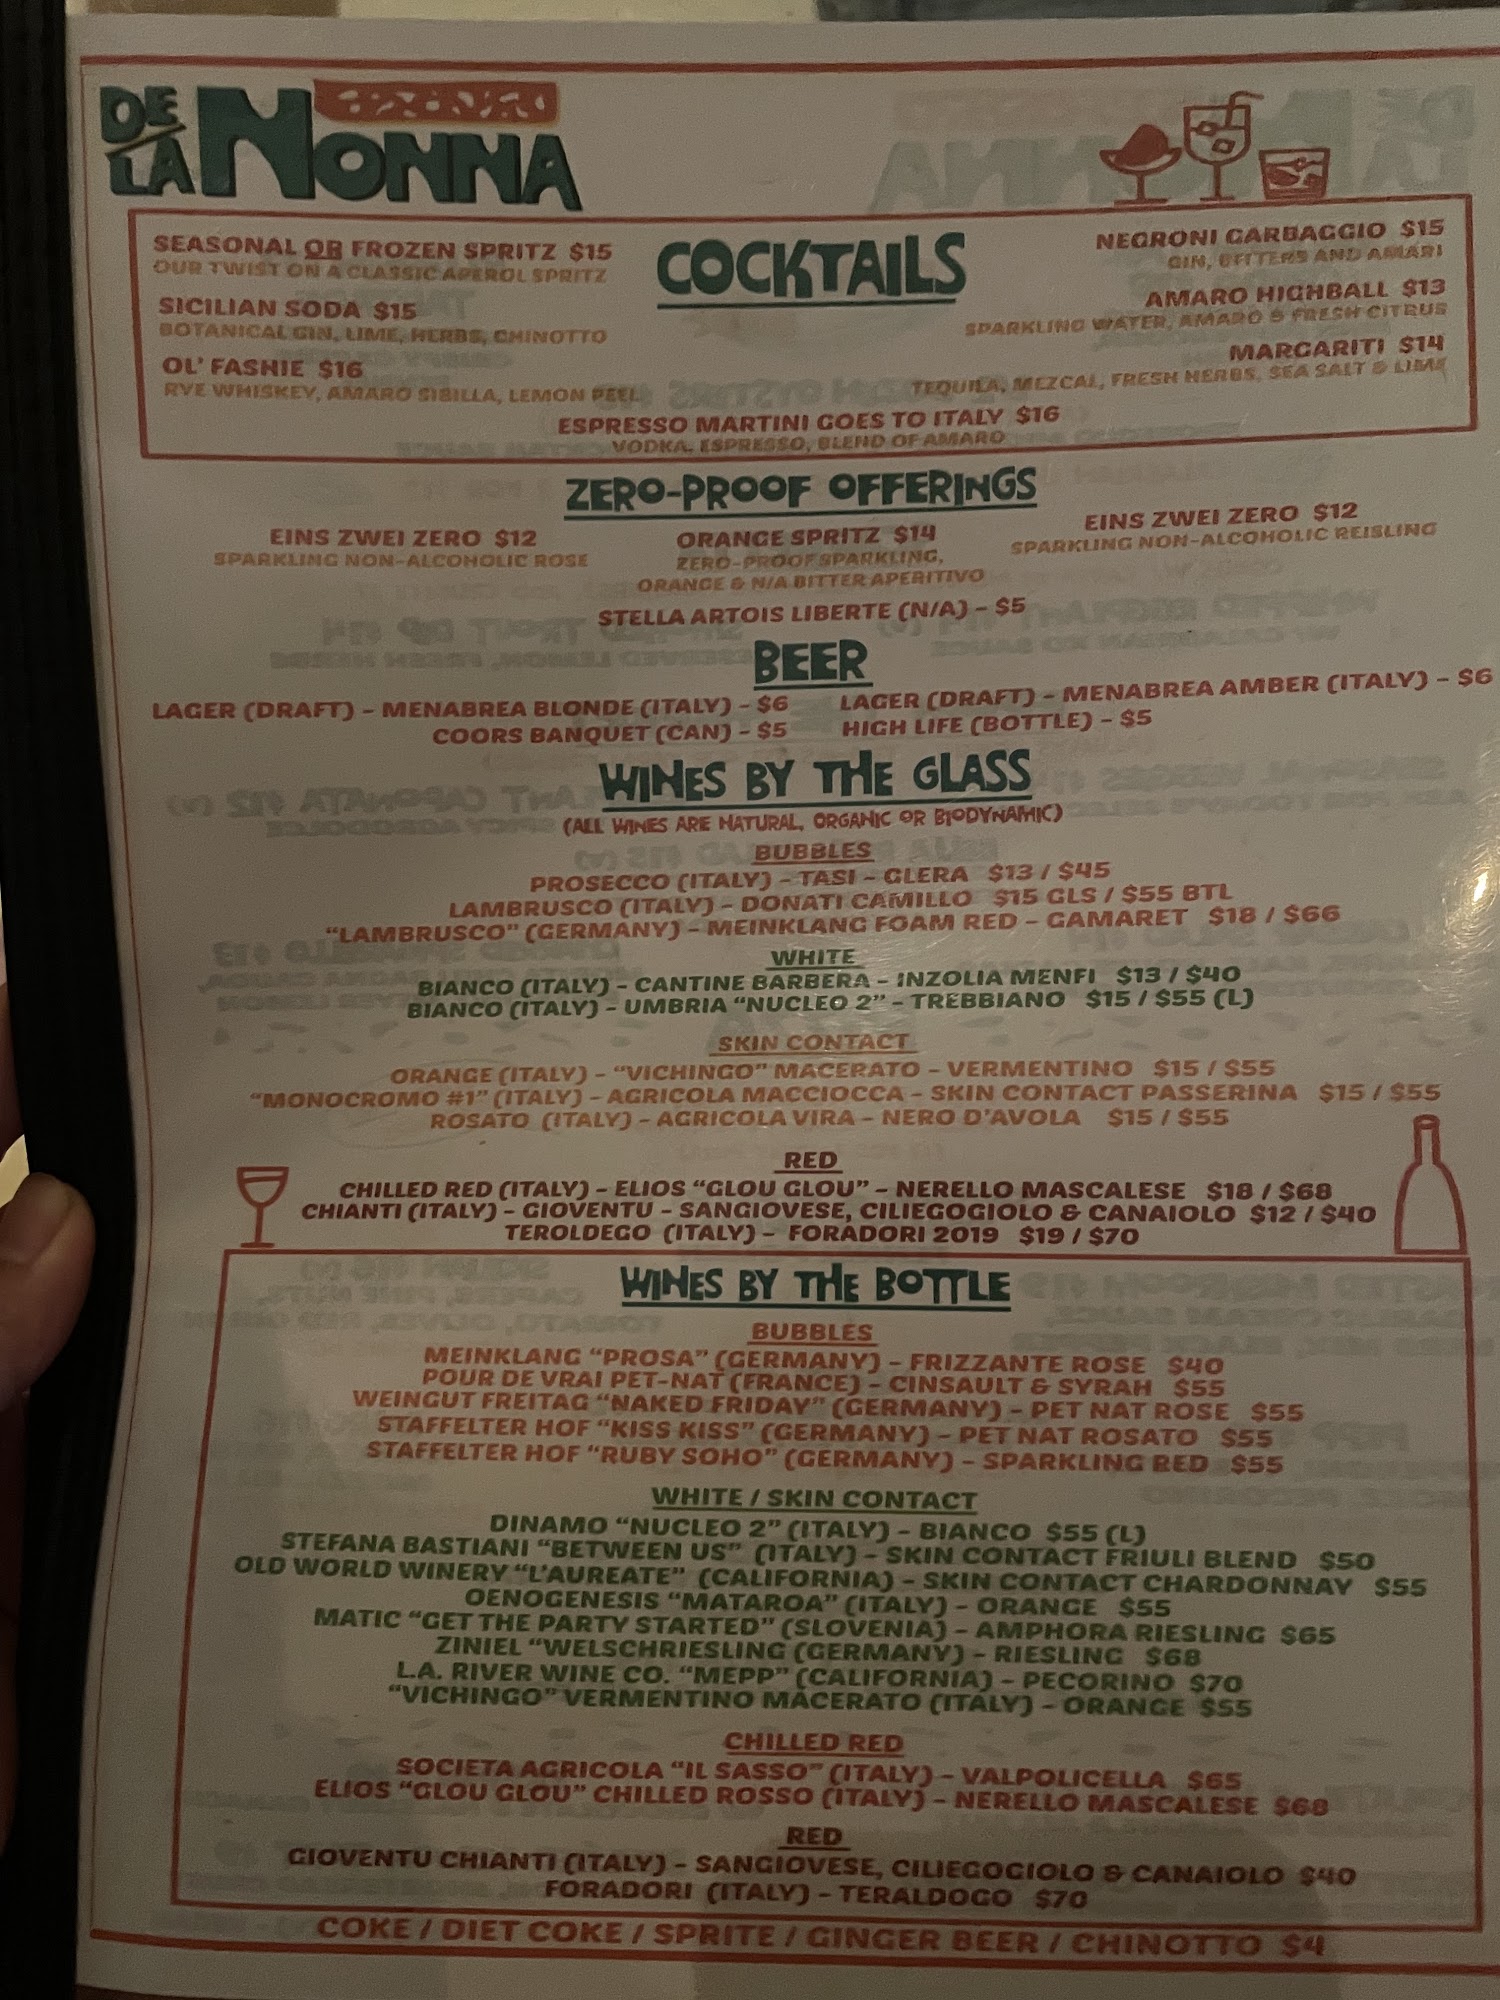 DE LA NONNA
COCKTAILS
SEASONAL OR FROZEN SPRITZ $15
OUR TWIST ON A CLASSIC APEROL SPRITZ
SICILIAN SODA $15
BOTANICAL GIN, LIME, HERBS, CHINOTTO
OL' FASHIE $16
RYE WHISKEY, AMARO SIBILLA, LEMON PEEL
NEGRONI GARBAGGIO $15
GIN, BITTERS AND AMARI
AMARO HIGHBALL $13
SPARKLING WATER, AMARO & FRESH CITRUS
MARGARITI $14
TEQUILA, MEZCAL, FRESH HERBS, SEA SALT & LIME
ESPRESSO MARTINI GOES TO ITALY $16
VODKA, ESPRESSO, BLEND OF AMARO
ZERO-PROOF OFFERINGS
EINS ZWEI ZERO $12
SPARKLING NON-ALCOHOLIC ROSE
ORANGE SPRITZ $14
ZERO-PROOF SPARKLING,
ORANGE & N/A BITTER APERITIVO
EINS ZWEI ZERO $12
SPARKLING NON-ALCOHOLIC REISLING
STELLA ARTOIS LIBERTE (N/A) - $5
BEER
LAGER (DRAFT) - MENABREA BLONDE (ITALY) - $6
LAGER (DRAFT) - MENABREA AMBER (ITALY) - $6
COORS BANQUET (CAN) - $5
HIGH LIFE (BOTTLE) - $5
WINES BY THE GLASS
(ALL WINES ARE NATURAL, ORGANIC OR BIODYNAMIC)
BUBBLES
PROSECCO (ITALY) - TASI - GLERA $13 / $45
LAMBRUSCO (ITALY) - DONATI CAMILLO $15 GLS / $55 BTL
"LAMBRUSCO" (GERMANY) - MEINKLANG FOAM RED - GAMARET $18 / $66
WHITE
BIANCO (ITALY) - CANTINE BARBERA - INZOLIA MENFI $13 / $40
BIANCO (ITALY) - UMBRIA "NUCLEO 2" - TREBBIANO $15 / $55 (L)
SKIN CONTACT
ORANGE (ITALY) - "VICHINGO" MACERATO - VERMENTINO $15 / $55
"MONOCROMO #1" (ITALY) - AGRICOLA MACCIOCCA - SKIN CONTACT PASSERINA $15 / $55
ROSATO (ITALY) - AGRICOLA VIRA - NERO D'AVOLA $15 / $55
RED
CHILLED RED (ITALY) - ELIOS "GLOU GLOU" - NERELLO MASCALESE $18 / $68
CHIANTI (ITALY) - GIOVENTU - SANGIOVESE, CILIEGOGIOLO & CANAIOLO $12 / $40
TEROLDEGO (ITALY) - FORADORI 2019 $19 / $70
WINES BY THE BOTTLE
BUBBLES
MEINKLANG "PROSA" (GERMANY) - FRIZZANTE ROSE $40
POUR DE VRAI PET-NAT (FRANCE) - CINSAULT & SYRAH $55
WEINGUT FREITAG "NAKED FRIDAY" (GERMANY) - PET NAT ROSE $55
STAFFELTER HOF "KISS KISS" (GERMANY) - PET NAT ROSATO $55
STAFFELTER HOF "RUBY SOHO" (GERMANY) - SPARKLING RED $55
WHITE / SKIN CONTACT
DINAMO "NUCLEO 2" (ITALY) - BIANCO $55 (L)
STEFANA BASTIANI "BETWEEN US" (ITALY) - SKIN CONTACT FRIULI BLEND $50
OLD WORLD WINERY "L'AUREATE" (CALIFORNIA) - SKIN CONTACT CHARDONNAY $55
OENOGENESIS "MATAROA" (ITALY) - ORANGE $55
MATIC "GET THE PARTY STARTED" (SLOVENIA) - AMPHORA RIESLING $65
ZINIEL "WELSCHRIESLING (GERMANY) - RIESLING $68
L.A. RIVER WINE CO. "MEPP" (CALIFORNIA) - PECORINO $70
"VICHINGO" VERMENTINO MACERATO (ITALY) - ORANGE $55
CHILLED RED
SOCIETA AGRICOLA "IL SASSO" (ITALY) - VALPOLICELLA $65
ELIOS "GLOU GLOU" CHILLED ROSSO (ITALY) - NERELLO MASCALESE $68
RED
GIOVENTU CHIANTI (ITALY) - SANGIOVESE, CILIEGOGIOLO & CANAIOLO $40
FORADORI (ITALY) - TERALDOGO $70
COKE / DIET COKE / SPRITE / GINGER BEER / CHINOTTO $4